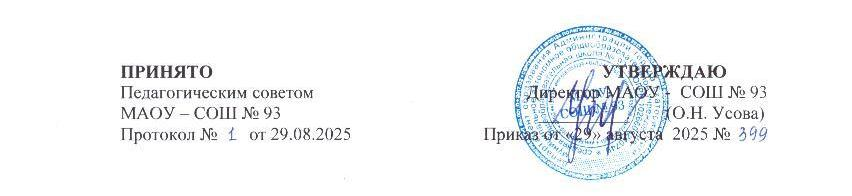 ПРИНЯТО
Педагогическим советом
МАОУ – СОШ № 93
Протокол № 1 от 29.08.2025
УТВЕРЖДАЮ
Директор МАОУ - СОШ № 93
(О.Н. Усова)
Приказ от «29» августа 2025 № 399